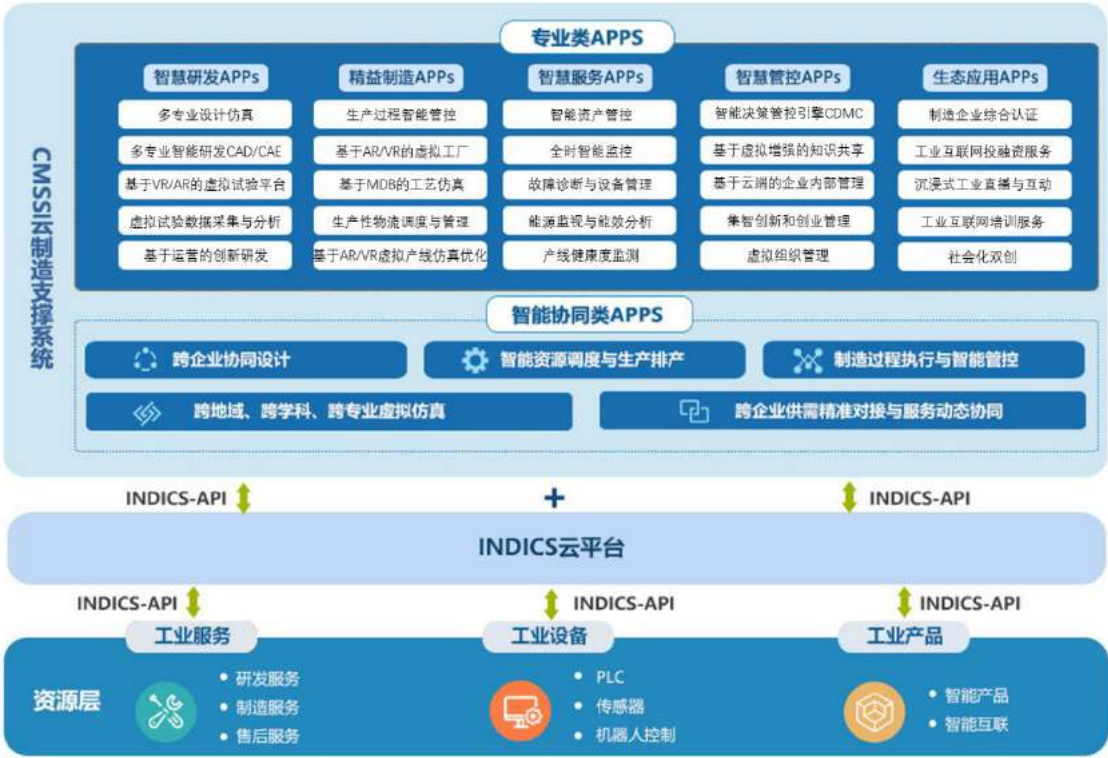 CMSSI云制造支撑系统
专业类APPS
智慧研发APPs
多专业设计仿真
多专业智能研发CAD/CAE
基于VR/AR的虚拟试验平台
虚拟试验数据采集与分析
基于运营的创新研发
精益制造APPs
生产过程智能管控
基于AR/VR的虚拟工厂
基于MDB的工艺仿真
生产性物流调度与管理
基于AR/VR虚拟产线仿真优化
智慧服务APPs
智能资产管控
全时智能监控
故障诊断与设备管理
能源监视与能效分析
产线健康度监测
智慧管控APPs
智能决策管控引擎CDMC
基于虚拟增强的知识共享
基于云端的企业内部管理
集智创新和创业管理
虚拟组织管理
生态应用APPs
制造企业综合认证
工业互联网投融资服务
沉浸式工业直播与互动
工业互联网培训服务
社会化双创
智能协同类APPS
跨企业协同设计
智能资源调度与生产排产
制造过程执行与智能管控
跨地域、跨学科、跨专业虚拟仿真
跨企业供需精准对接与服务动态协同
INDICS-API
+
INDICS-API
INDICS云平台
INDICS-API
INDICS-API
INDICS-API
资源层
工业服务
• 研发服务
• 制造服务
• 售后服务
工业设备
• PLC
• 传感器
• 机器人控制
工业产品
• 智能产品
• 智能互联